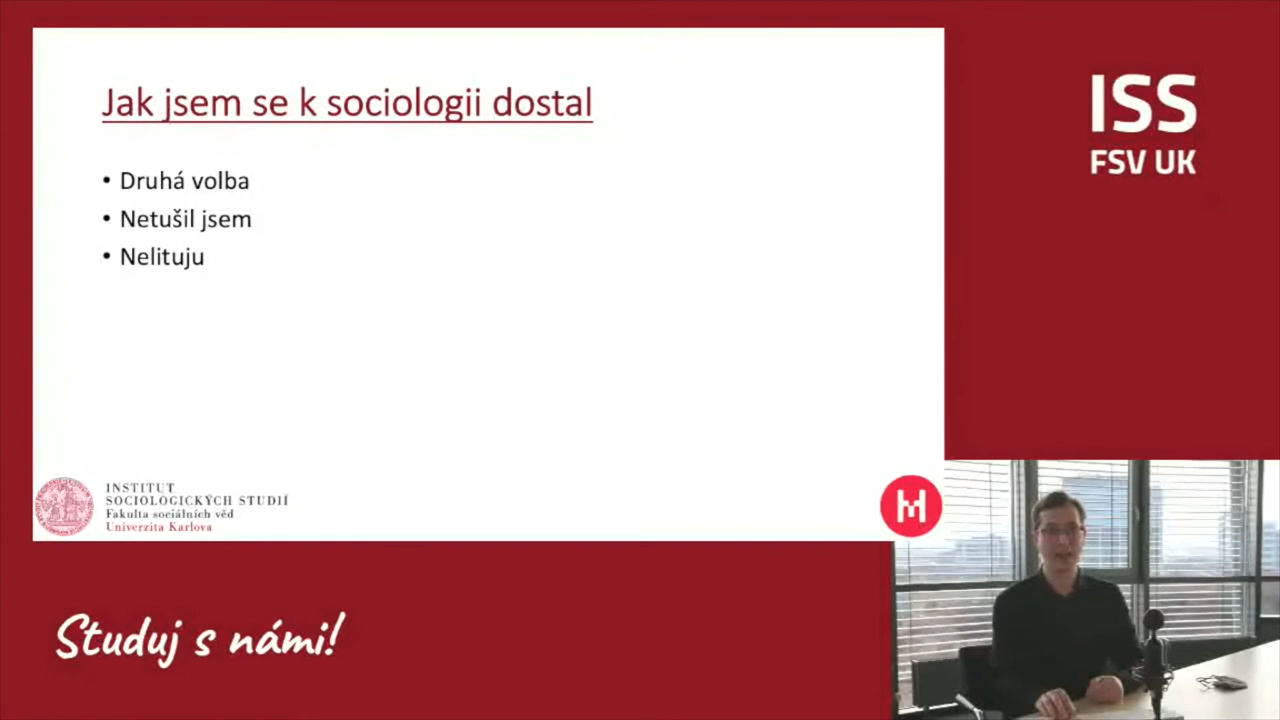 Jak jsem se k sociologii dostal
• Druhá volba
• Netušil jsem
• Nelituju
INSTITUT
SOCIOLOGICKÝCH STUDIÍ
Fakulta sociálních věd
Univerzita Karlova
M
ISS
FSV UK
Studuj s námi!